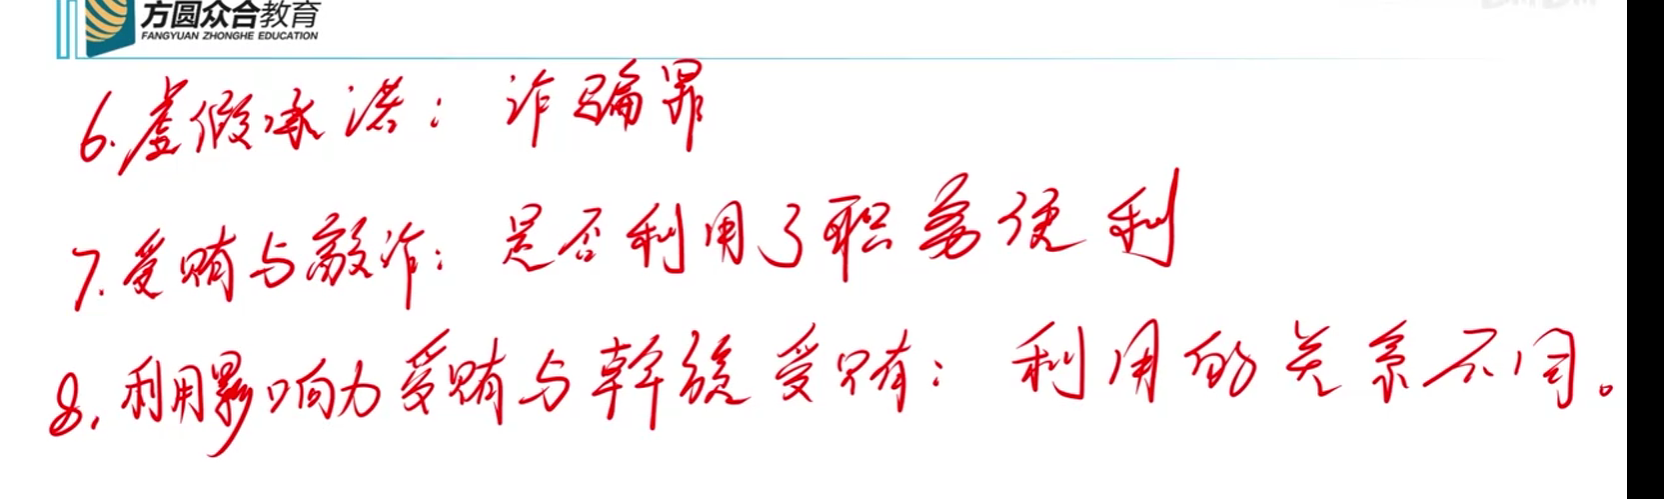 方圆众合教育
FANGYUAN ZHONGHE EDUCATION
6.虚假承诺：诈骗罪
7.受贿与敲诈：是否利用了职务便利
8.利用影响力受贿与斡旋受贿：利用的关系不同。